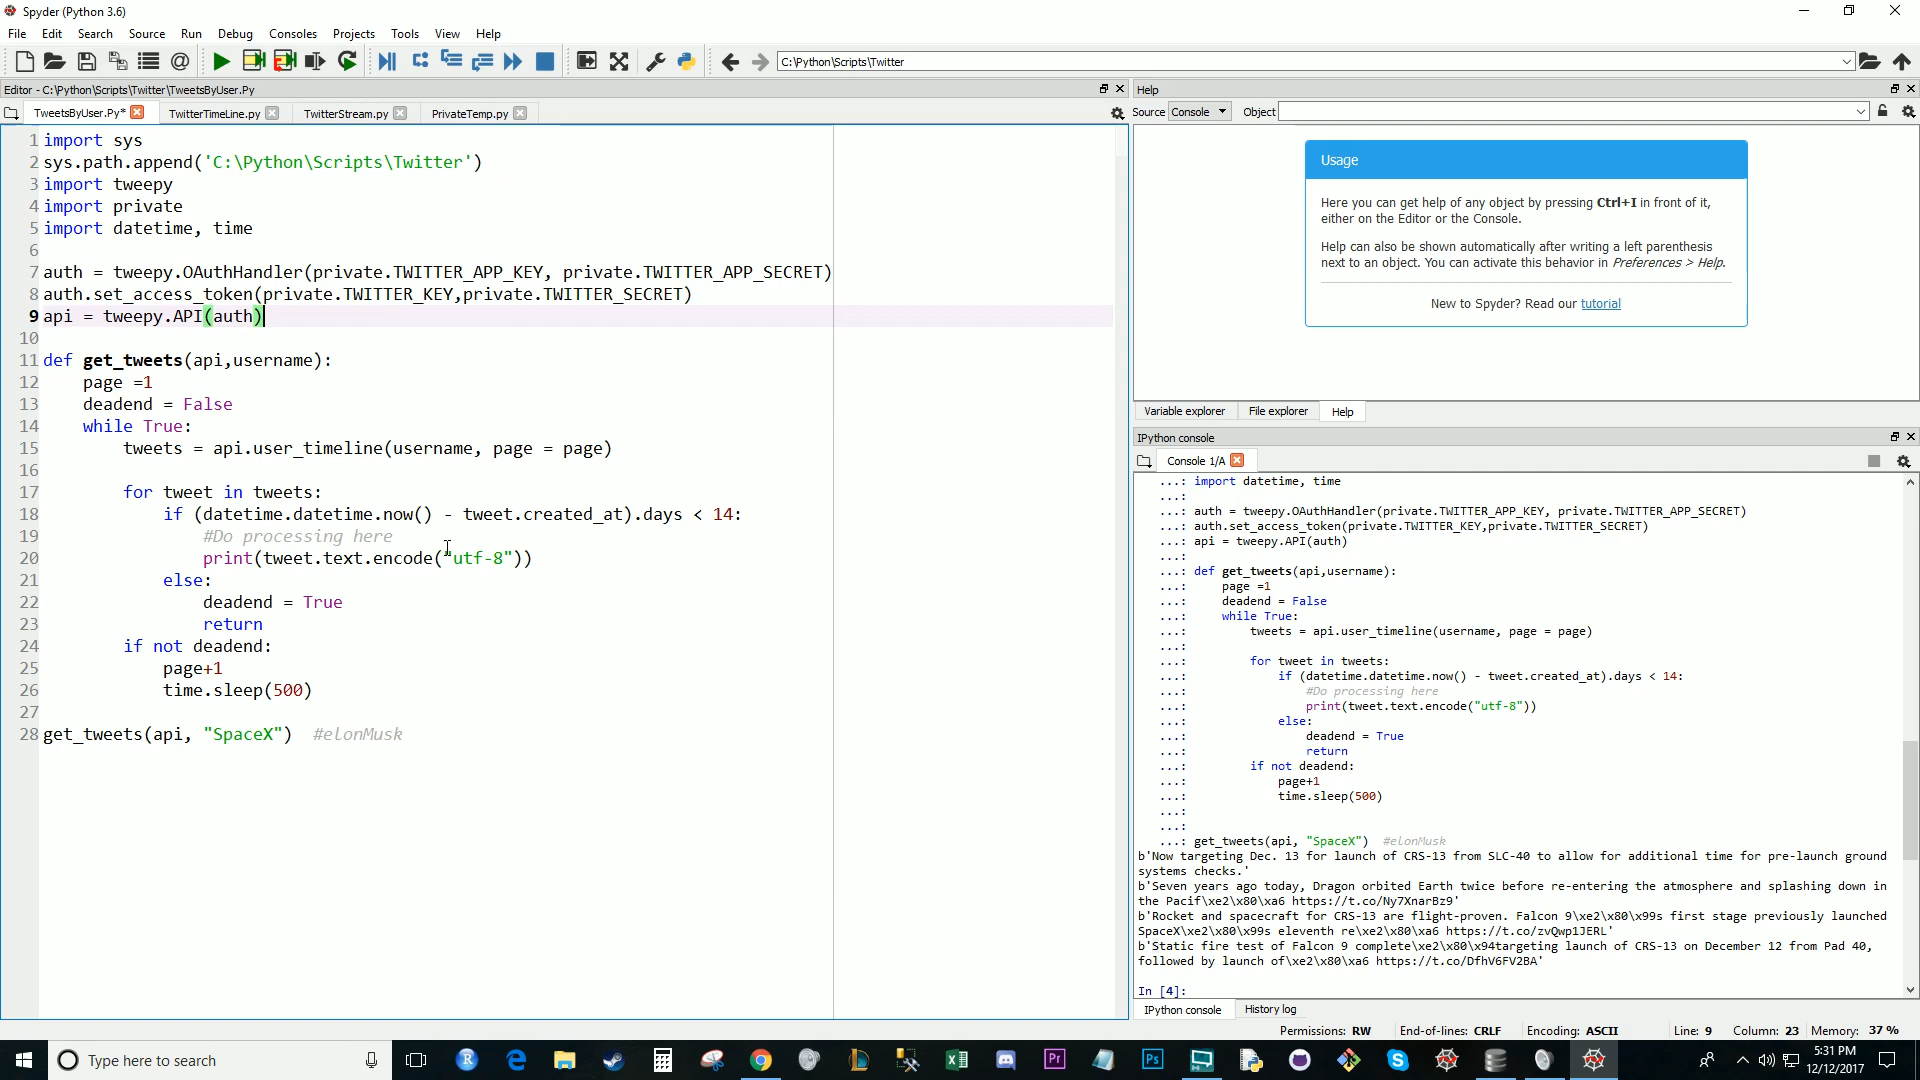 Spyder (Python 3.6)
File Edit Search Source Run Debug Consoles Projects Tools View Help
C:\Python\Scripts\Twitter
Editor - C:\Python\Scripts\Twitter\TweetsByUser.Py
TweetsByUser.Py* TwitterTimeLine.py TwitterStream.py PrivateTemp.py
1 import sys
2 sys.path.append('C:\Python\Scripts\Twitter')
3 import tweepy
4 import private
5 import datetime, time
6
7 auth = tweepy.OAuthHandler(private.TWITTER_APP_KEY, private.TWITTER_APP_SECRET)
8 auth.set_access_token(private.TWITTER_KEY,private.TWITTER_SECRET)
9 api = tweepy.API(auth)
10
11 def get_tweets(api,username):
12 page =1
13 deadend = False
14 while True:
15 tweets = api.user_timeline(username, page = page)
16
17 for tweet in tweets:
18 if (datetime.datetime.now() - tweet.created_at).days < 14:
19 #Do processing here
20 print(tweet.text.encode("utf-8"))
21 else:
22 deadend = True
23 return
24 if not deadend:
25 page+1
26 time.sleep(500)
27
28 get_tweets(api, "SpaceX") #elonMusk
Help
Source Console Object
Usage
Here you can get help of any object by pressing Ctrl+I in front of it,
either on the Editor or the Console.
Help can also be shown automatically after writing a left parenthesis
next to an object. You can activate this behavior in Preferences > Help.
New to Spyder? Read our tutorial
Variable explorer File explorer Help
IPython console
Console 1/A
...: import datetime, time
...:
...: auth = tweepy.OAuthHandler(private.TWITTER_APP_KEY, private.TWITTER_APP_SECRET)
...: auth.set_access_token(private.TWITTER_KEY,private.TWITTER_SECRET)
...: api = tweepy.API(auth)
...:
...: def get_tweets(api,username):
...: page =1
...: deadend = False
...: while True:
...: tweets = api.user_timeline(username, page = page)
...:
...: for tweet in tweets:
...: if (datetime.datetime.now() - tweet.created_at).days < 14:
...: #Do processing here
...: print(tweet.text.encode("utf-8"))
...: else:
...: deadend = True
...: return
...: if not deadend:
...: page+1
...: time.sleep(500)
...:
...:
...: get_tweets(api, "SpaceX") #elonMusk
b'Now targeting Dec. 13 for launch of CRS-13 from SLC-40 to allow for additional time for pre-launch ground
systems checks.'
b'Seven years ago today, Dragon orbited Earth twice before re-entering the atmosphere and splashing down in
the Pacif\xe2\x80\xa6 https://t.co/Ny7XnarBz9'
b'Rocket and spacecraft for CRS-13 are flight-proven. Falcon 9\xe2\x80\x99s first stage previously launched
SpaceX\xe2\x80\x99s eleventh re\xe2\x80\xa6 https://t.co/zvQwp1JERL'
b'Static fire test of Falcon 9 complete\xe2\x80\x94targeting launch of CRS-13 on December 12 from Pad 40,
followed by launch of\xe2\x80\xa6 https://t.co/DfhV6FV2BA'
In [4]:
IPython console History log
Permissions: RW End-of-lines: CRLF Encoding: ASCII Line: 9 Column: 23 Memory: 37 %
Type here to search
5:31 PM
12/12/2017